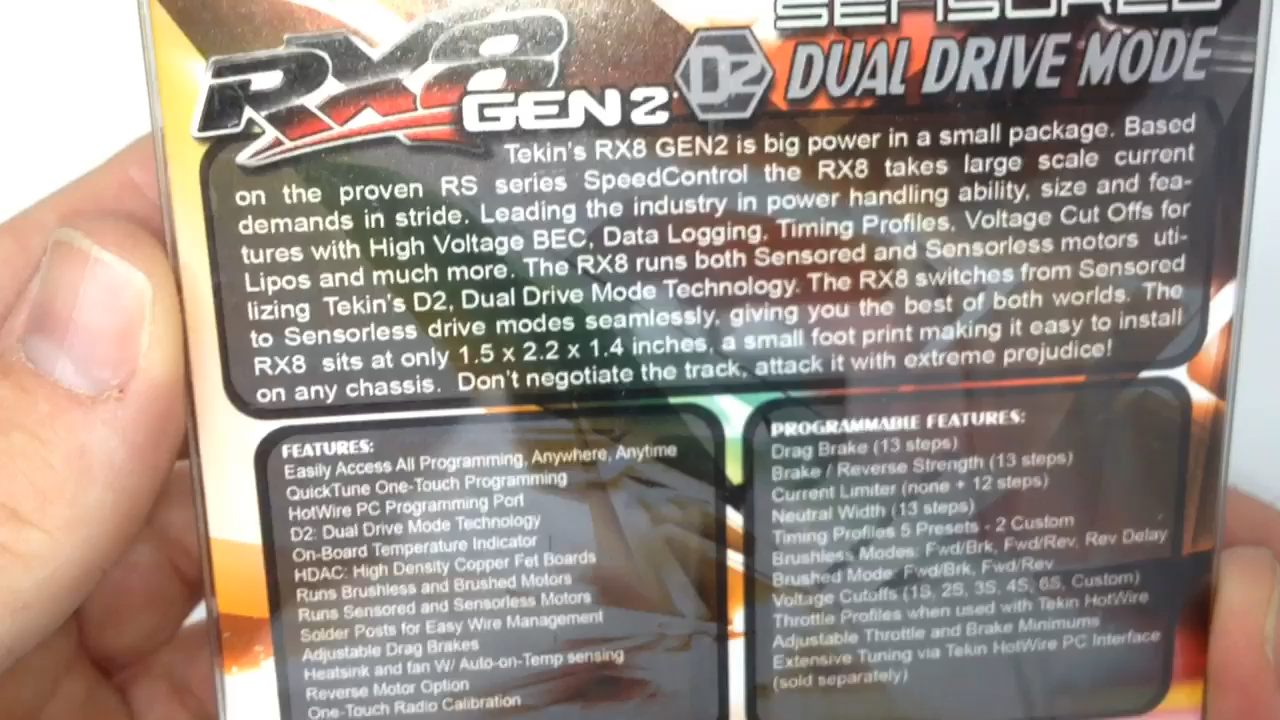 SENSORED
RX8
GEN2
D2
DUAL DRIVE MODE
Tekin's RX8 GEN2 is big power in a small package. Based
on the proven RS series SpeedControl the RX8 takes large scale current
demands in stride. Leading the industry in power handling ability, size and fea-
tures with High Voltage BEC, Data Logging, Timing Profiles, Voltage Cut Offs for
Lipos and much more. The RX8 runs both Sensored and Sensorless motors uti-
lizing Tekin's D2, Dual Drive Mode Technology. The RX8 switches from Sensored
to Sensorless drive modes seamlessly, giving you the best of both worlds. The
RX8 sits at only 1.5 x 2.2 x 1.4 inches, a small foot print making it easy to install
on any chassis. Don't negotiate the track, attack it with extreme prejudice!
FEATURES:
Easily Access All Programming, Anywhere, Anytime
QuickTune One-Touch Programming
HotWire PC Programming Port
D2: Dual Drive Mode Technology
On-Board Temperature Indicator
HDAC: High Density Copper Fet Boards
Runs Brushless and Brushed Motors
Runs Sensored and Sensorless Motors
Solder Posts for Easy Wire Management
Adjustable Drag Brakes
Heatsink and fan W/ Auto-on-Temp sensing
Reverse Motor Option
One-Touch Radio Calibration
PROGRAMMABLE FEATURES:
Drag Brake (13 steps)
Brake / Reverse Strength (13 steps)
Current Limiter (none + 12 steps)
Neutral Width (13 steps)
Timing Profiles 5 Presets - 2 Custom
Brushless Modes: Fwd/Brk, Fwd/Rev, Rev Delay
Brushed Mode: Fwd/Brk, Fwd/Rev
Voltage Cutoffs (1S, 2S, 3S, 4S, 6S, Custom)
Throttle Profiles when used with Tekin HotWire
Adjustable Throttle and Brake Minimums
Extensive Tuning via Tekin HotWire PC Interface
(sold separately)